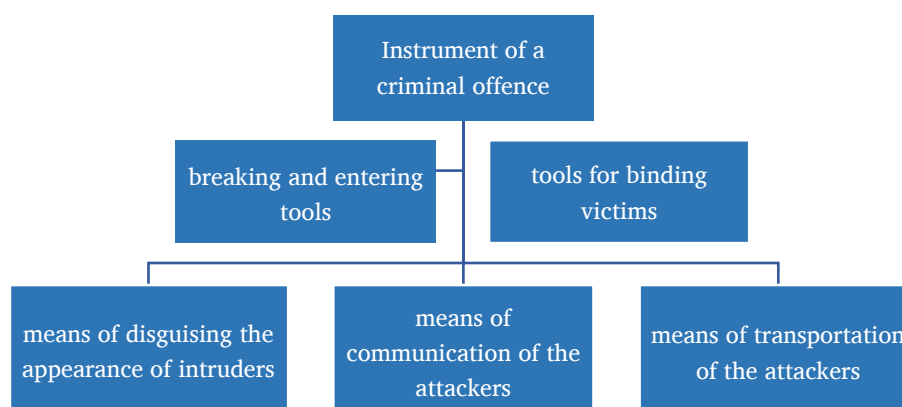 Instrument of a
criminal offence
breaking and entering
tools
tools for binding
victims
means of disguising the
appearance of intruders
means of
communication of the
attackers
means of transportation
of the attackers